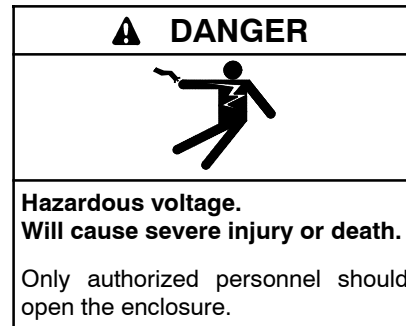 DANGER
Hazardous voltage.
Will cause severe injury or death.
Only authorized personnel should
open the enclosure.